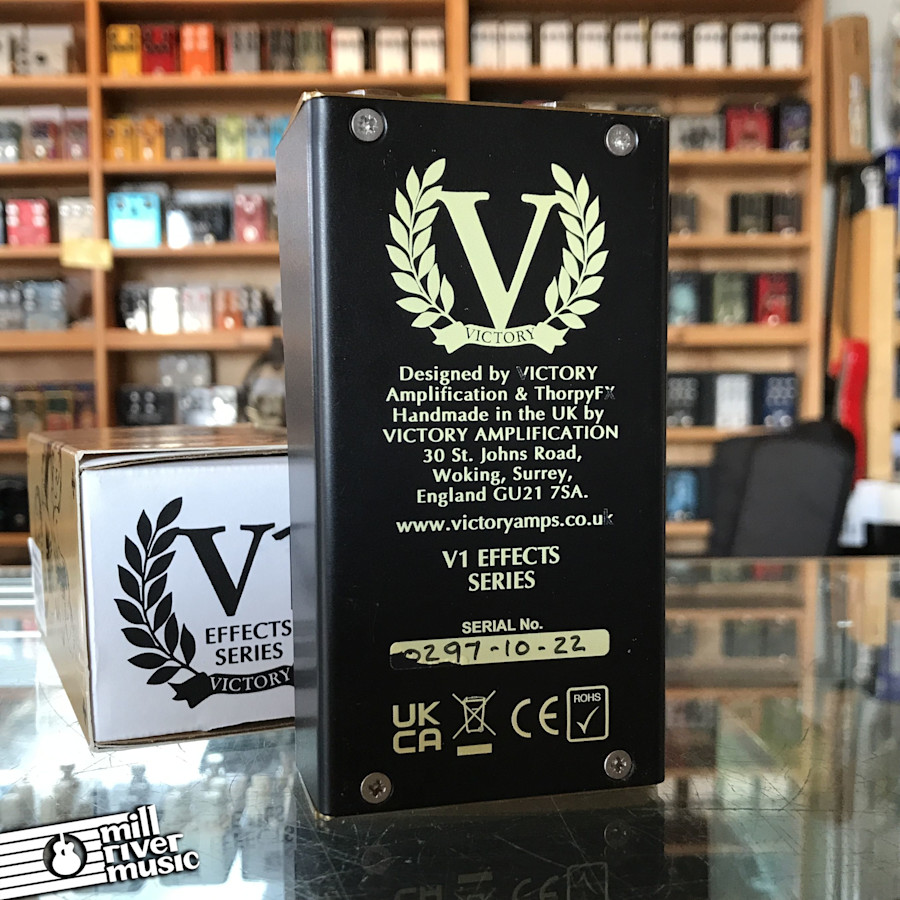 V
VICTORY
Designed by VICTORY
Amplification & ThorpyFX
Handmade in the UK by
VICTORY AMPLIFICATION
30 St. Johns Road,
Woking, Surrey,
England GU21 7SA.
www.victoryamps.co.uk
V1 EFFECTS
SERIES
SERIAL No.
0297-10-22
UK
CA
CE
ROHS
V1
EFFECTS
SERIES
VICTORY
mill
river
music